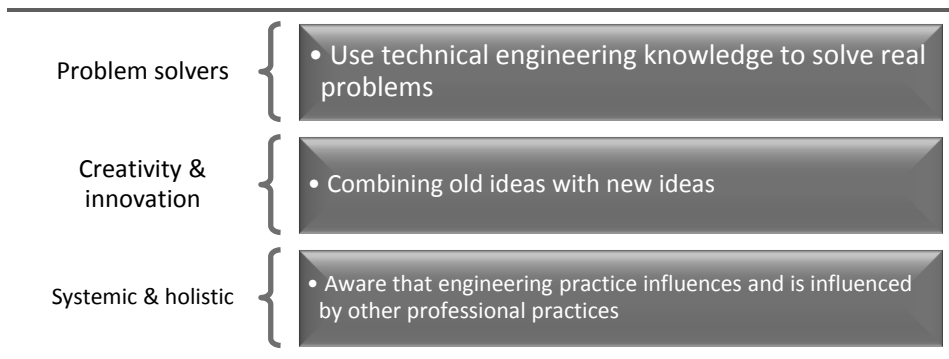 Problem solvers
• Use technical engineering knowledge to solve real
problems
Creativity &
innovation
• Combining old ideas with new ideas
Systemic & holistic
• Aware that engineering practice influences and is influenced
by other professional practices